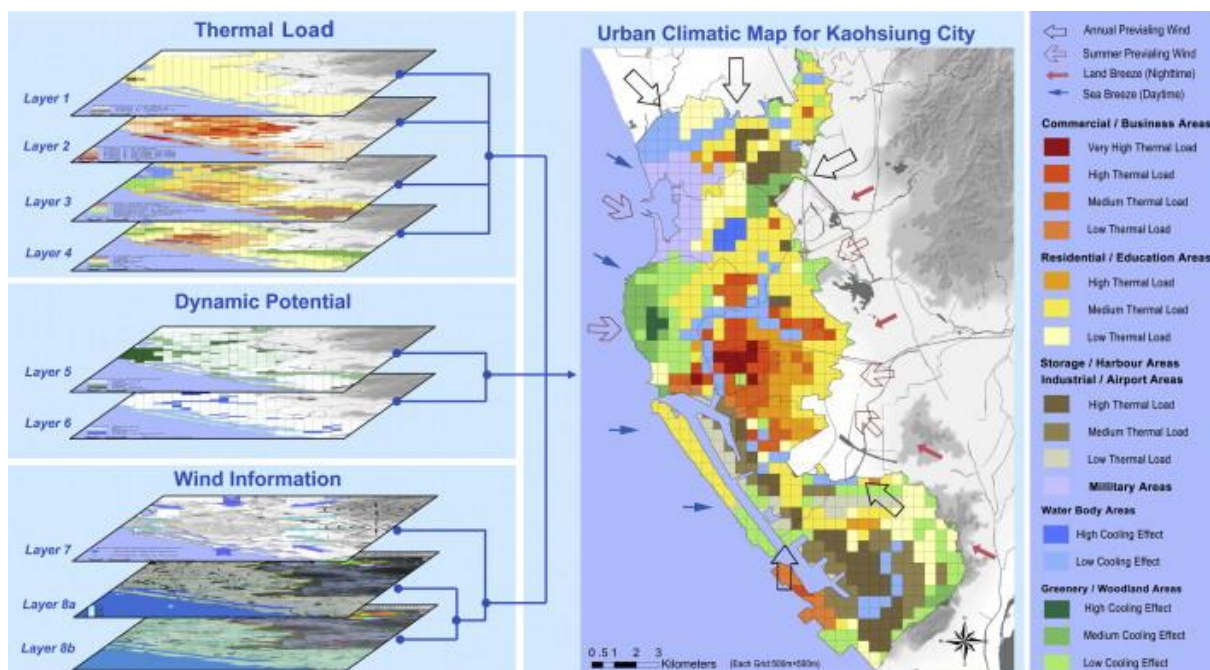 Thermal Load
Layer 1
Layer 2
Layer 3
Layer 4
Dynamic Potential
Layer 5
Layer 6
Wind Information
Layer 7
Layer 8a
Layer 8b
Urban Climatic Map for Kaohsiung City
0.5 1 2 3
Kilometers
(Each Grid:500m×500m)
Annual Previaling Wind
Summer Prevailing Wind
Land Breeze (Nighttime)
Sea Breeze (Daytime)
Commercial / Business Areas
Very High Thermal Load
High Thermal Load
Medium Thermal Load
Low Thermal Load
Residential / Education Areas
High Thermal Load
Medium Thermal Load
Low Thermal Load
Storage / Harbour Areas
Industrial / Airport Areas
High Thermal Load
Medium Thermal Load
Low Thermal Load
Millitary Areas
Water Body Areas
High Cooling Effect
Low Cooling Effect
Greenery / Woodland Areas
High Cooling Effect
Medium Cooling Effect
Low Cooling Effect